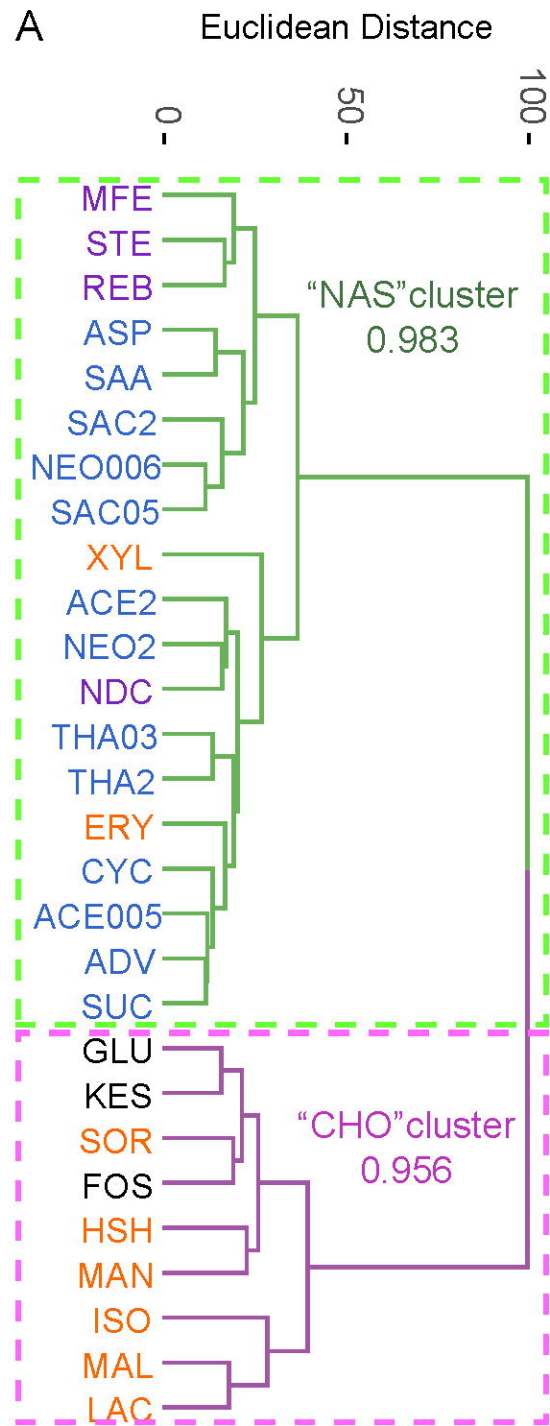 A Euclidean Distance
0 50 100
MFE
STE
REB
"NAS"cluster
0.983
ASP
SAA
SAC2
NEO006
SAC05
XYL
ACE2
NEO2
NDC
THA03
THA2
ERY
CYC
ACE005
ADV
SUC
GLU
KES
SOR
"CHO"cluster
0.956
FOS
HSH
MAN
ISO
MAL
LAC